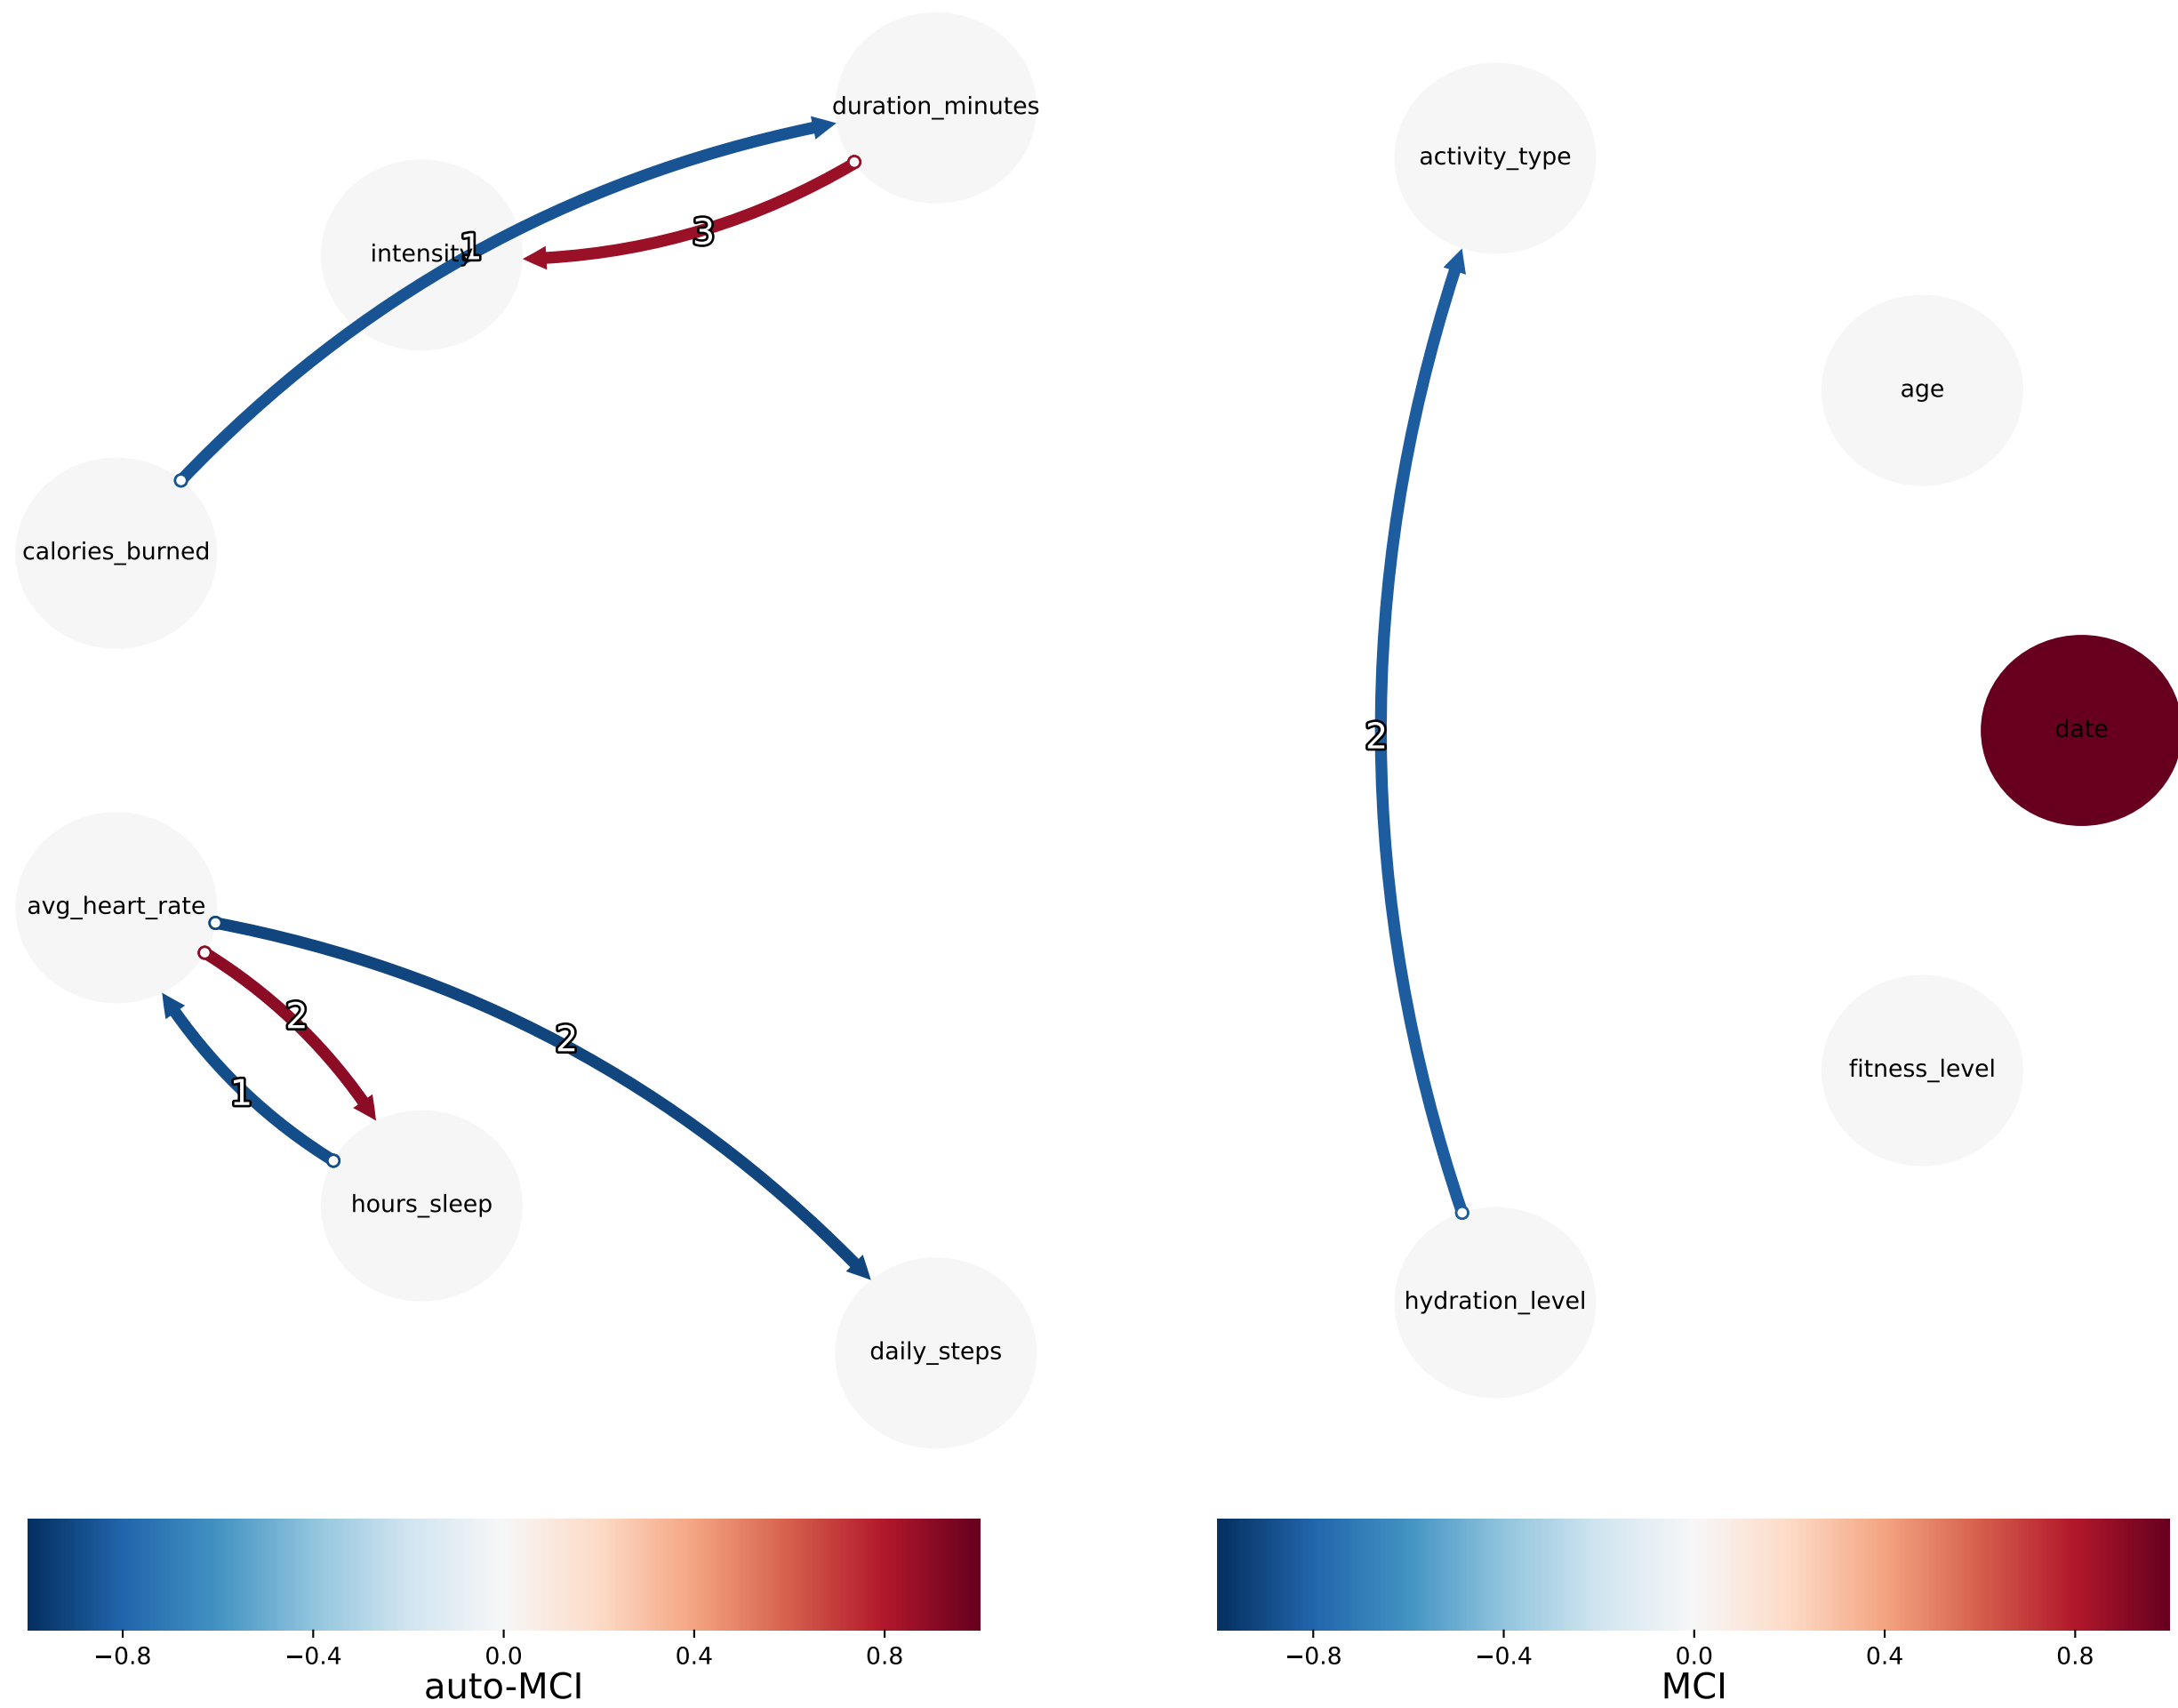 duration_minutes
activity_type
intensity
1
3
age
calories_burned
date
2
avg_heart_rate
2
2
1
fitness_level
hours_sleep
hydration_level
daily_steps
−0.8 −0.4 0.0 0.4 0.8
auto-MCI
−0.8 −0.4 0.0 0.4 0.8
MCI